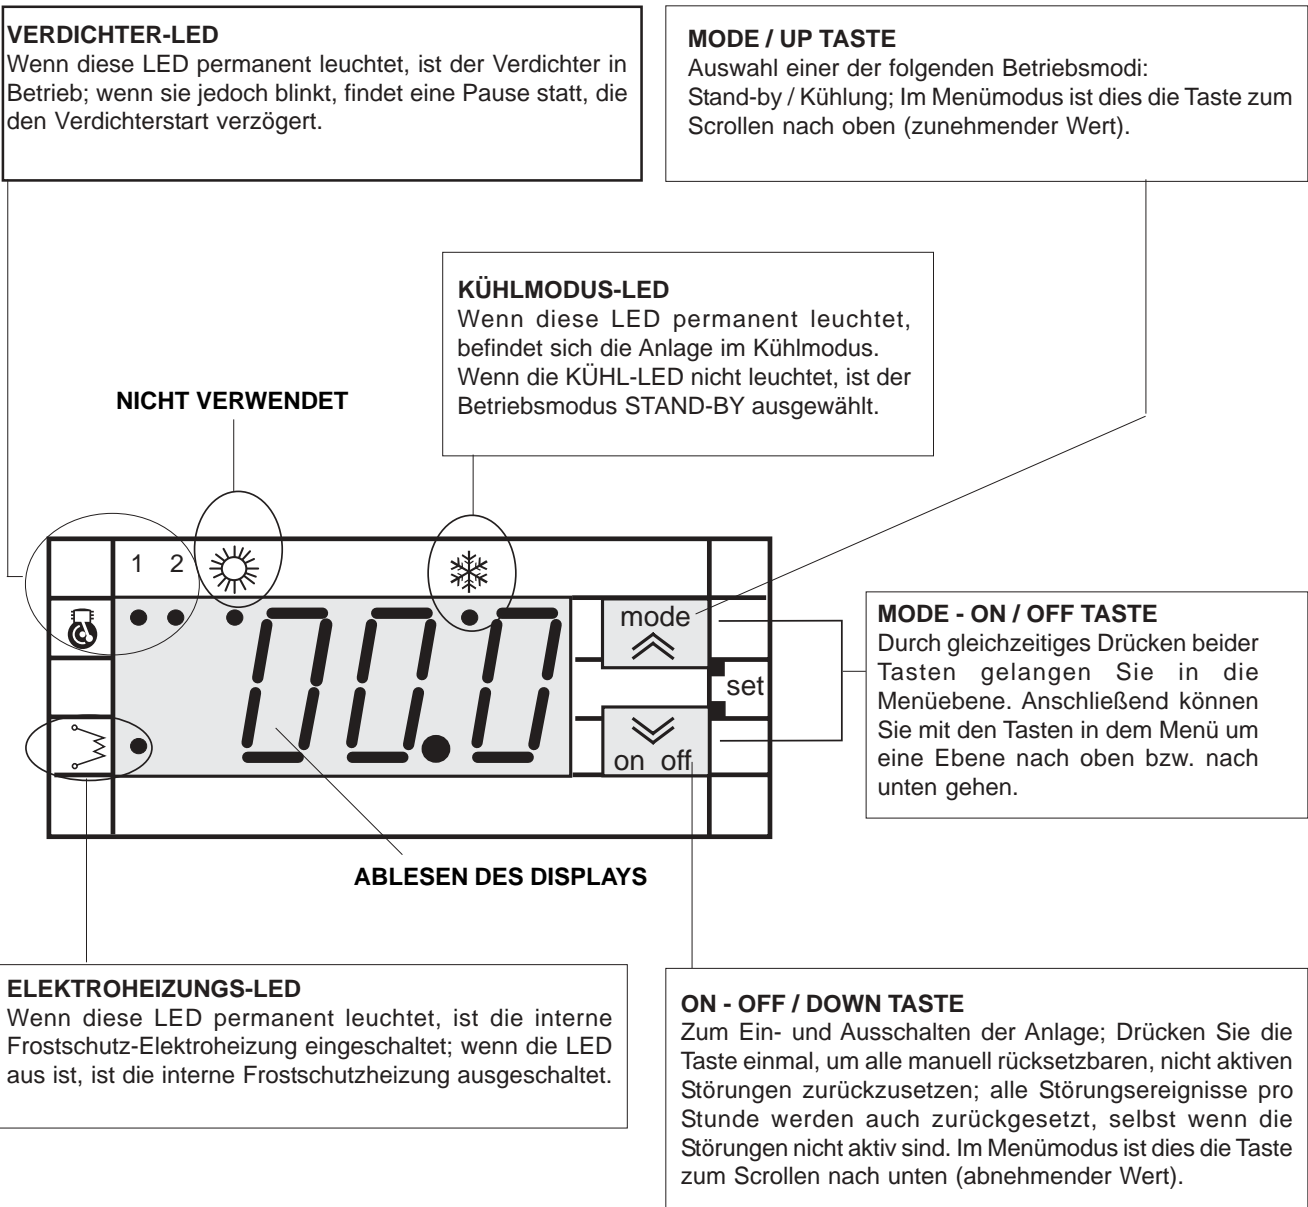 VERDICHTER-LED
Wenn diese LED permanent leuchtet, ist der Verdichter in
Betrieb; wenn sie jedoch blinkt, findet eine Pause statt, die
den Verdichterstart verzögert.
MODE / UP TASTE
Auswahl einer der folgenden Betriebsmodi:
Stand-by / Kühlung; Im Menümodus ist dies die Taste zum
Scrollen nach oben (zunehmender Wert).
KÜHLMODUS-LED
Wenn diese LED permanent leuchtet,
befindet sich die Anlage im Kühlmodus.
Wenn die KÜHL-LED nicht leuchtet, ist der
Betriebsmodus STAND-BY ausgewählt.
NICHT VERWENDET
1 2
00.0
mode
set
on off
MODE - ON / OFF TASTE
Durch gleichzeitiges Drücken beider
Tasten gelangen Sie in die
Menüebene. Anschließend können
Sie mit den Tasten in dem Menü um
eine Ebene nach oben bzw. nach
unten gehen.
ABLESEN DES DISPLAYS
ELEKTROHEIZUNGS-LED
Wenn diese LED permanent leuchtet, ist die interne
Frostschutz-Elektroheizung eingeschaltet; wenn die LED
aus ist, ist die interne Frostschutzheizung ausgeschaltet.
ON - OFF / DOWN TASTE
Zum Ein- und Ausschalten der Anlage; Drücken Sie die
Taste einmal, um alle manuell rücksetzbaren, nicht aktiven
Störungen zurückzusetzen; alle Störungsereignisse pro
Stunde werden auch zurückgesetzt, selbst wenn die
Störungen nicht aktiv sind. Im Menümodus ist dies die Taste
zum Scrollen nach unten (abnehmender Wert).